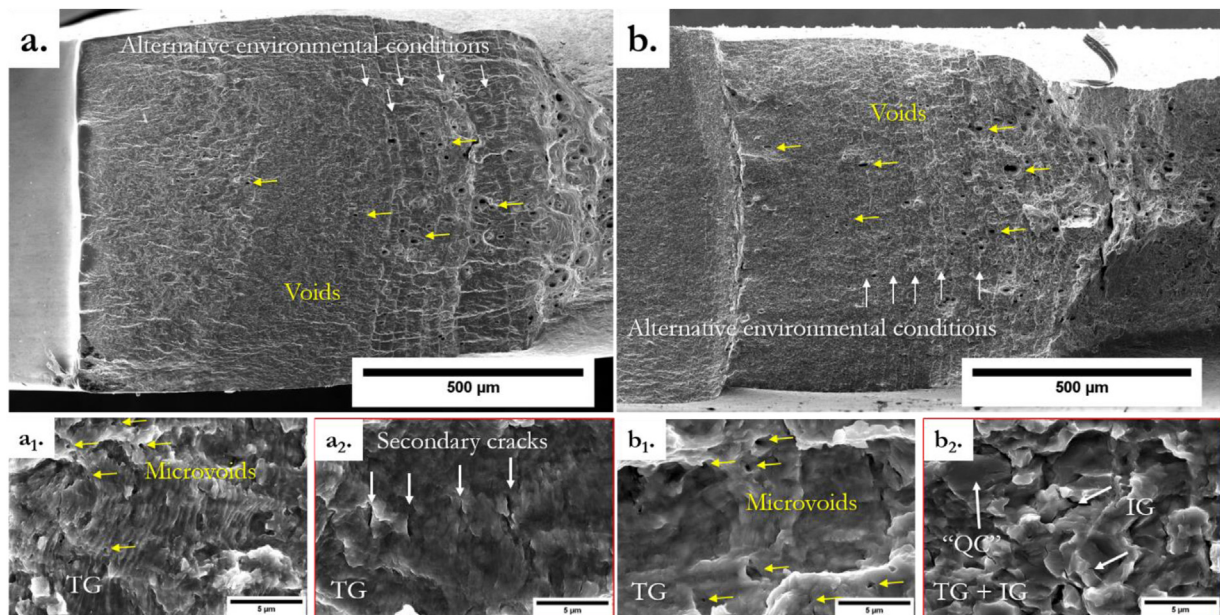 a.
Alternative environmental conditions
Voids
500 µm
b.
Voids
Alternative environmental conditions
500 µm
a₁.
Microvoids
TG
5 µm
a₂.
Secondary cracks
TG
5 µm
b₁.
Microvoids
TG
5 µm
b₂.
IG
“QC”
TG + IG
5 µm